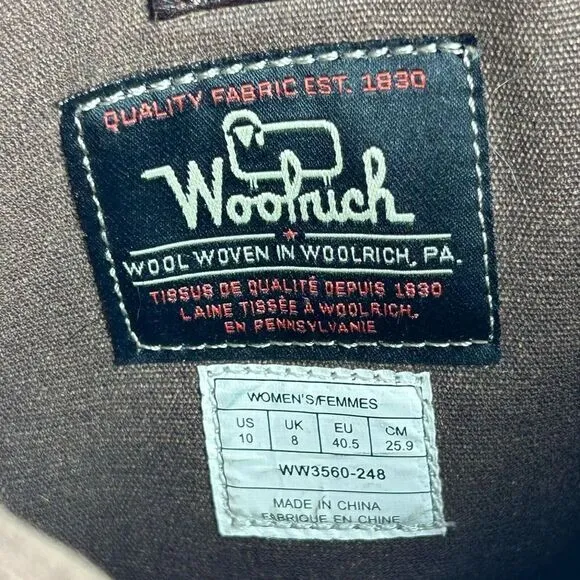 QUALITY FABRIC EST. 1830
Woolrich
WOOL WOVEN IN WOOLRICH, PA.
TISSUS DE QUALITÉ DEPUIS 1830
LAINE TISSÉE À WOOLRICH,
EN PENNSYLVANIE
WOMEN'S/FEMMES
US UK EU CM
10 8 40.5 25.9
WW3560-248
MADE IN CHINA
FABRIQUE EN CHINE